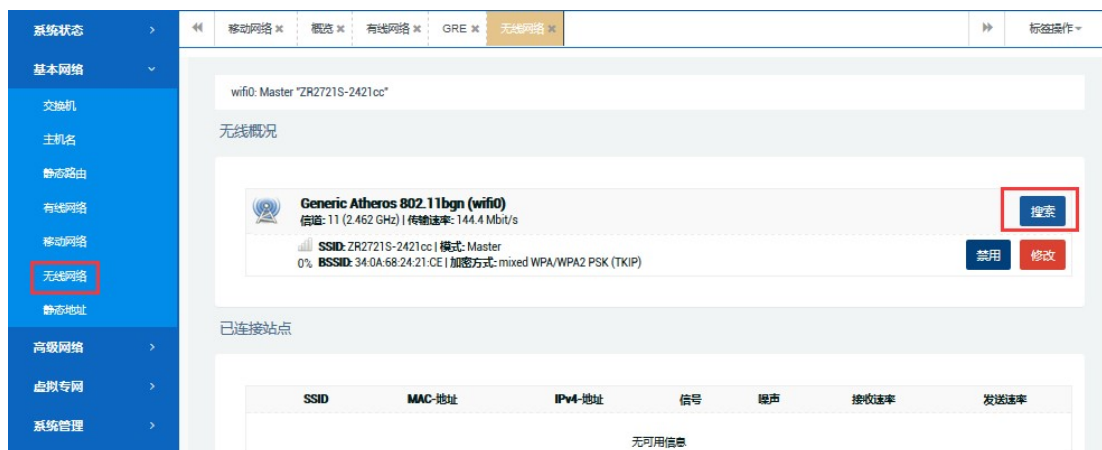 系统状态
基本网络
交换机
主机名
静态路由
有线网络
移动网络
无线网络
静态地址
高级网络
虚拟专网
系统管理
移动网络 概览 有线网络 GRE 无线网络 标签操作
wifi0: Master "ZR2721S-2421cc"
无线概况
Generic Atheros 802.11bgn (wifi0)
信道: 11 (2.462 GHz) | 传输速率: 144.4 Mbit/s
搜索
SSID: ZR2721S-2421cc | 模式: Master
0% BSSID: 34:0A:68:24:21:CE | 加密方式: mixed WPA/WPA2 PSK (TKIP)
禁用 修改
已连接站点
SSID MAC-地址 IPv4-地址 信号 噪声 接收速率 发送速率
无可用信息